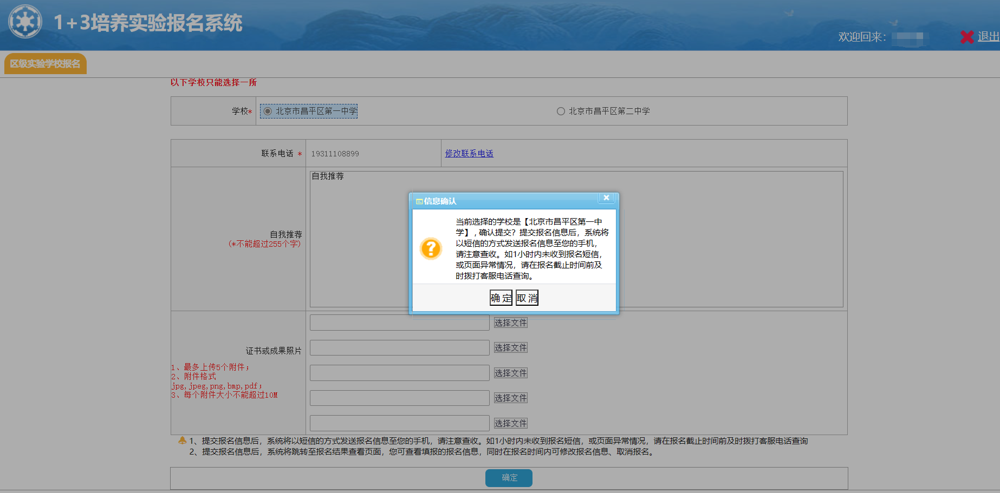 1+3培养实验报名系统
欢迎回来：
退出
区级实验学校报名
以下学校只能选择一所
学校*
北京市昌平区第一中学
北京市昌平区第二中学
联系电话 *
19311108899
修改联系电话
自我推荐
(*不能超过255个字)
自我推荐
信息确认
当前选择的学校是【北京市昌平区第一中
学】，确认提交？提交报名信息后，系统将
以短信的方式发送报名信息至您的手机，
请注意查收。如1小时内未收到报名短信，
或页面异常情况，请在报名截止时间前及
时拨打客服电话查询。
确 定
取 消
证书或成果照片
1、最多上传5个附件；
2、附件格式
jpg,jpeg,png,bmp,pdf；
3、每个附件大小不能超过10M
选择文件
选择文件
选择文件
选择文件
选择文件
1、提交报名信息后，系统将以短信的方式发送报名信息至您的手机，请注意查收。如1小时内未收到报名短信，或页面异常情况，请在报名截止时间前及时拨打客服电话查询
2、提交报名信息后，系统将跳转至报名结果查看页面，您可查看填报的报名信息，同时在报名时间内可修改报名信息、取消报名。
确定